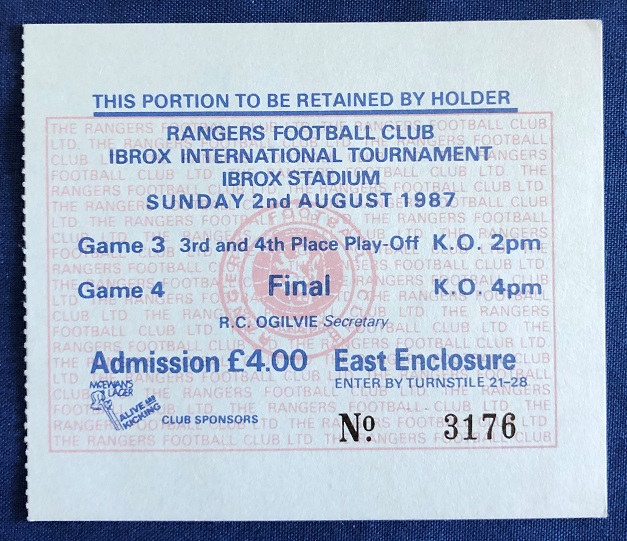 THIS PORTION TO BE RETAINED BY HOLDER
RANGERS FOOTBALL CLUB
IBROX INTERNATIONAL TOURNAMENT
IBROX STADIUM
SUNDAY 2nd AUGUST 1987
Game 3 3rd and 4th Place Play-Off K.O. 2pm
Game 4 Final K.O. 4pm
R.C. OGILVIE Secretary
Admission £4.00 East Enclosure
ENTER BY TURNSTILE 21-28
McEWAN'S
LAGER
ALIVE AND
KICKING
CLUB SPONSORS
No. 3176